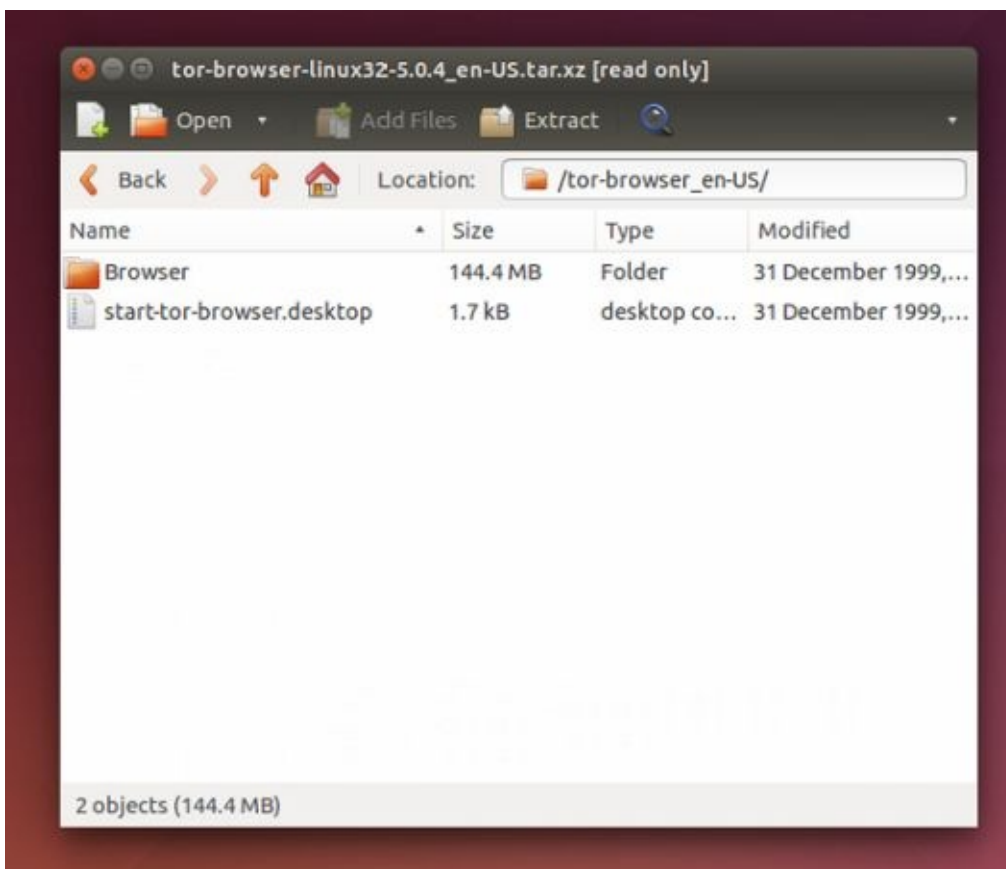 tor-browser-linux32-5.0.4_en-US.tar.xz [read only]
Open Add Files Extract
Back Location: /tor-browser_en-US/
Name Size Type Modified
Browser 144.4 MB Folder 31 December 1999,...
start-tor-browser.desktop 1.7 kB desktop co... 31 December 1999,...
2 objects (144.4 MB)